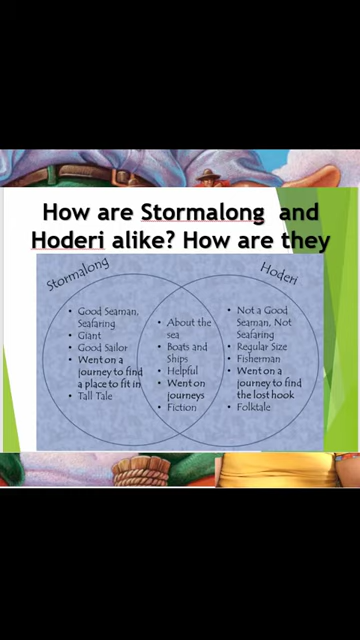 How are Stormalong and
Hoderi alike? How are they
Stormalong
Hoderi
• Good Seaman,
Seafaring
• Giant
• Good Sailor
• Went on a
journey to find
a place to fit in
• Tall Tale
• About the
sea
• Boats and
Ships
• Helpful
• Went on
journeys
• Fiction
• Not a Good
Seaman, Not
Seafaring
• Regular Size
• Fisherman
• Went on a
journey to find
the lost hook
• Folktale